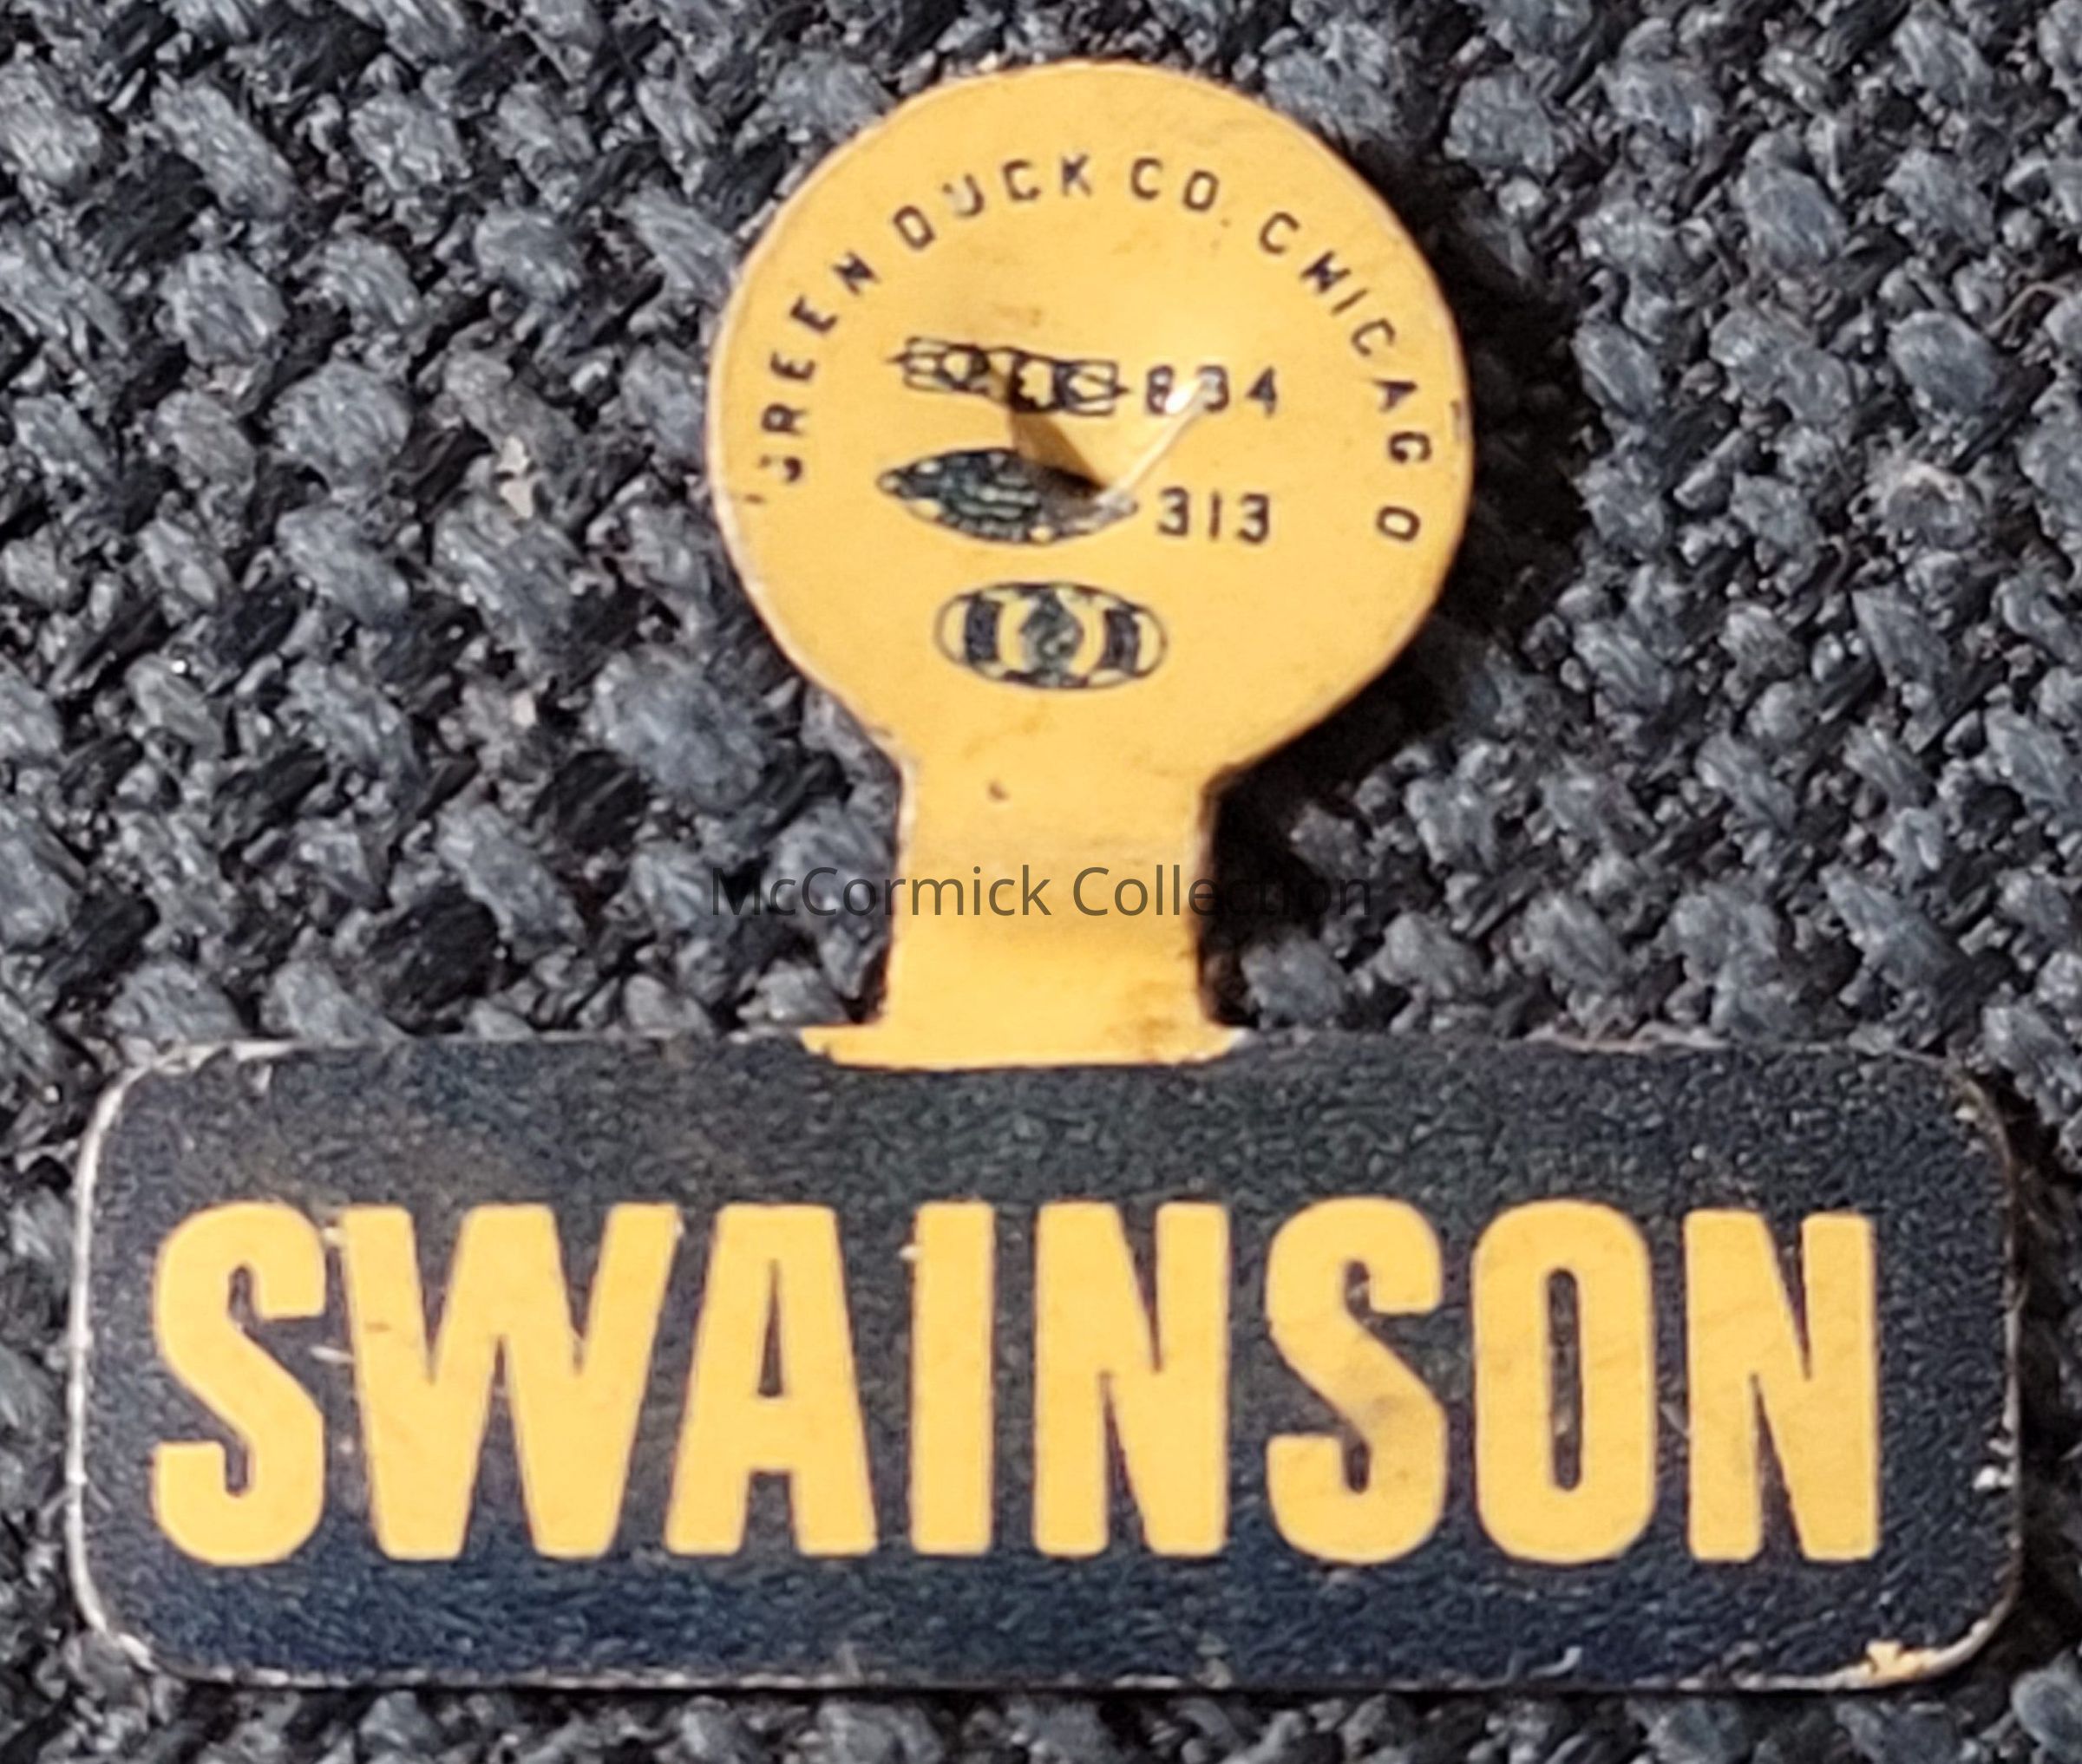 GREEN DUCK CO. CHICAGO
834
313
McCormick Collection
SWAINSON